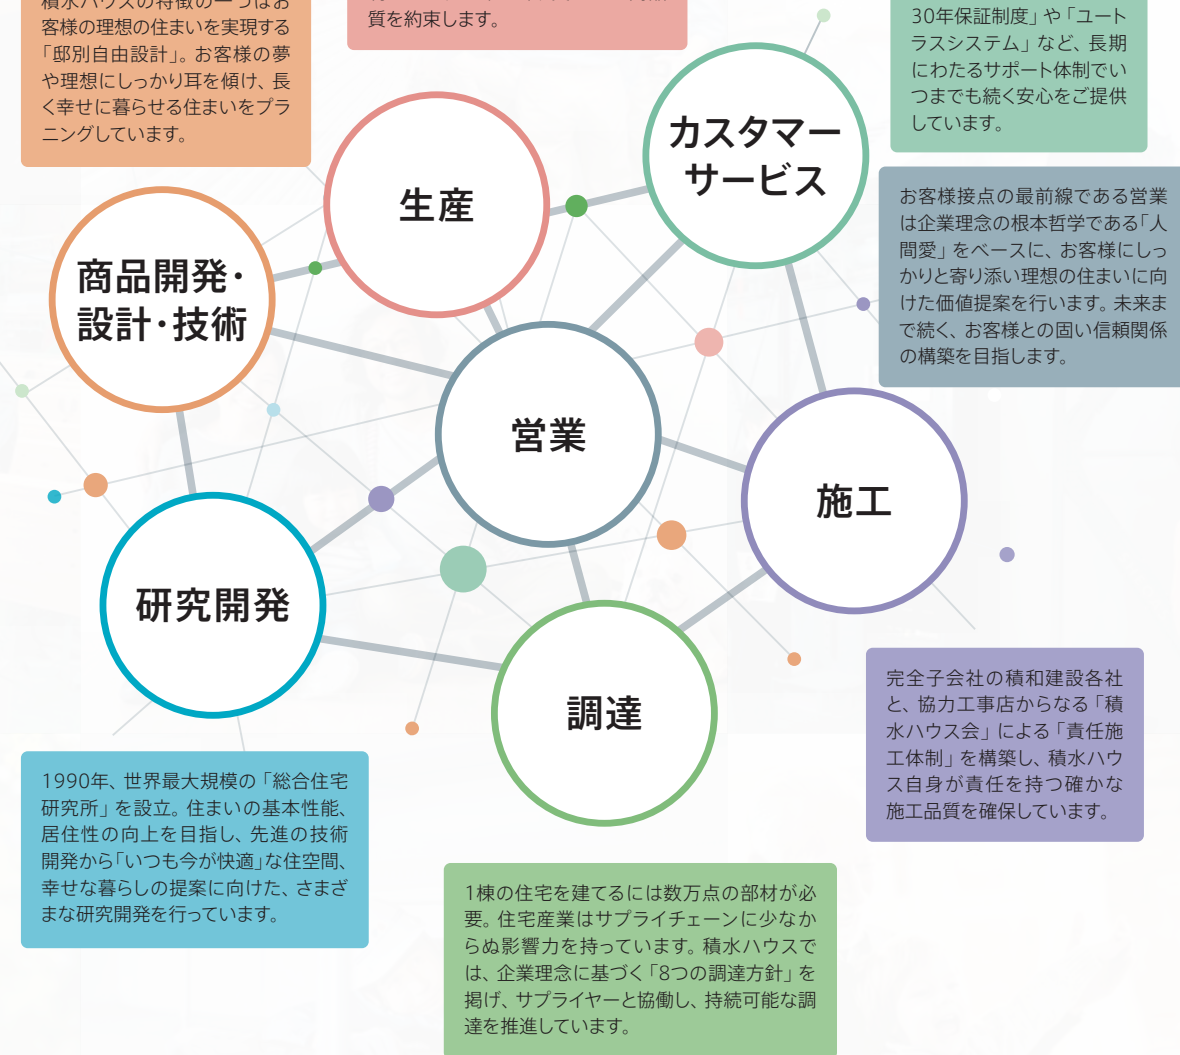 積水ハウスの特徴の一つはお
客様の理想の住まいを実現する
「邸別自由設計」。お客様の夢
や理想にしっかり耳を傾け、長
く幸せに暮らせる住まいをプラ
ニングしています。
質を約束します。
30年保証制度」や「ユート
ラスシステム」など、長期
にわたるサポート体制でい
つまでも続く安心をご提供
しています。
カスタマー
サービス
生産
お客様接点の最前線である営業
は企業理念の根本哲学である「人
間愛」をベースに、お客様にしっ
かりと寄り添い理想の住まいに向
けた価値提案を行います。未来ま
で続く、お客様との固い信頼関係
の構築を目指します。
商品開発・
設計・技術
営業
施工
研究開発
調達
完全子会社の積和建設各社
と、協力工事店からなる「積
水ハウス会」による「責任施
工体制」を構築し、積水ハウ
ス自身が責任を持つ確かな
施工品質を確保しています。
1990年、世界最大規模の「総合住宅
研究所」を設立。住まいの基本性能、
居住性の向上を目指し、先進の技術
開発から「いつも今が快適」な住空間、
幸せな暮らしの提案に向けた、さまざ
まな研究開発を行っています。
1棟の住宅を建てるには数万点の部材が必
要。住宅産業はサプライチェーンに少なか
らぬ影響力を持っています。積水ハウスで
は、企業理念に基づく「8つの調達方針」を
掲げ、サプライヤーと協働し、持続可能な調
達を推進しています。